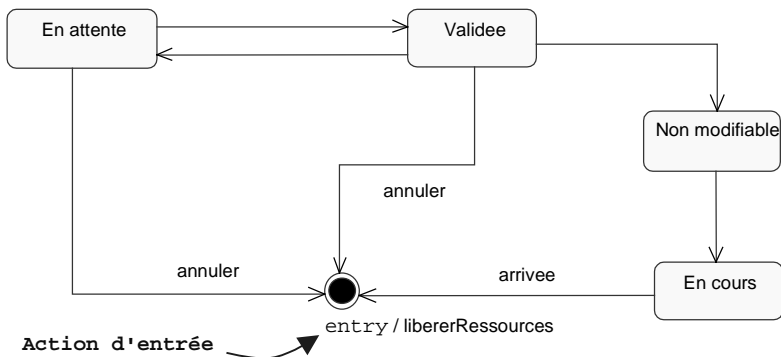 En attente
Validee
Non modifiable
annuler
annuler
arrivee
En cours
entry / libererRessources
Action d'entrée